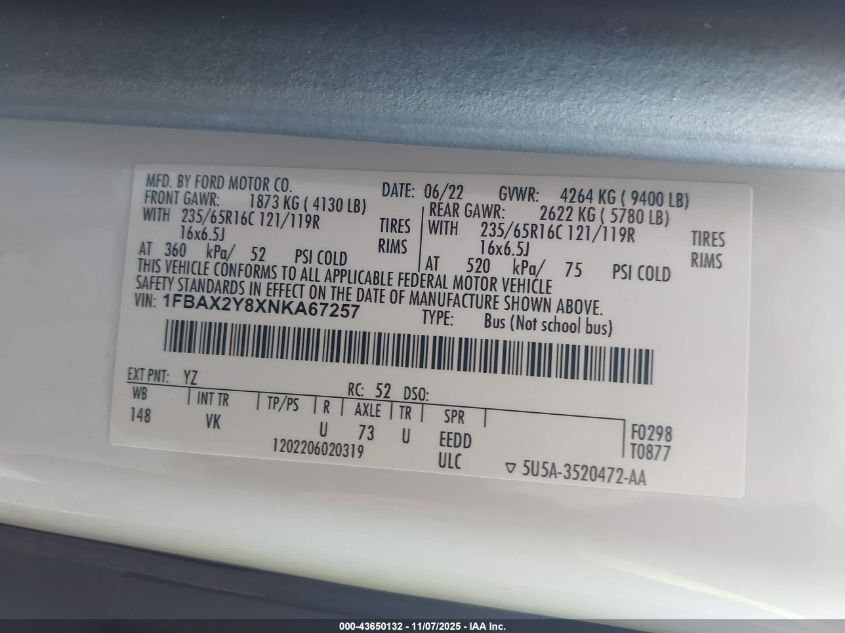 MFD. BY FORD MOTOR CO. DATE: 06/22 GVWR: 4264 KG ( 9400 LB)
FRONT GAWR: 1873 KG ( 4130 LB) REAR GAWR: 2622 KG ( 5780 LB)
WITH 235/65R16C 121/119R TIRES WITH 235/65R16C 121/119R TIRES
16x6.5J RIMS 16x6.5J RIMS
AT 360 kPa/ 52 PSI COLD AT 520 kPa/ 75 PSI COLD
THIS VEHICLE CONFORMS TO ALL APPLICABLE FEDERAL MOTOR VEHICLE
SAFETY STANDARDS IN EFFECT ON THE DATE OF MANUFACTURE SHOWN ABOVE.
VIN: 1FBAX2Y8XNKA67257 TYPE: Bus (Not school bus)
EXT PNT: YZ RC: 52 DSO:
WB INT TR TP/PS R AXLE TR SPR
148 VK U 73 U EEDD F0298
1202206020319 ULC T0877
5U5A-3520472-AA
000-43650132 - 11/07/2025 - IAA Inc.